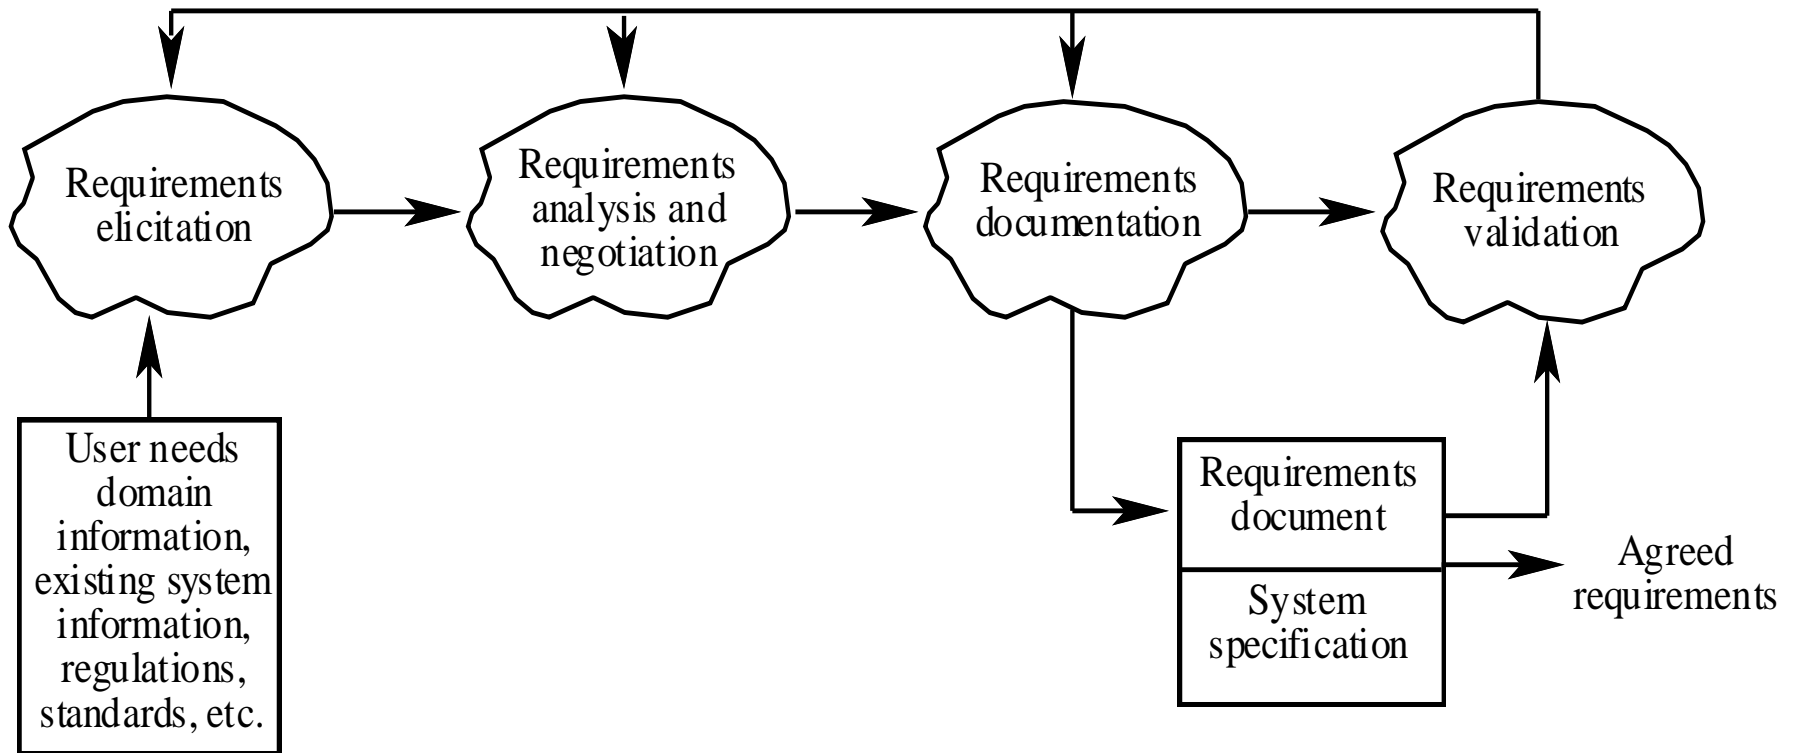 Requirements
elicitation
Requirements
analysis and
negotiation
Requirements
documentation
Requirements
validation
User needs
domain
information,
existing system
information,
regulations,
standards, etc.
Requirements
document
System
specification
Agreed
requirements